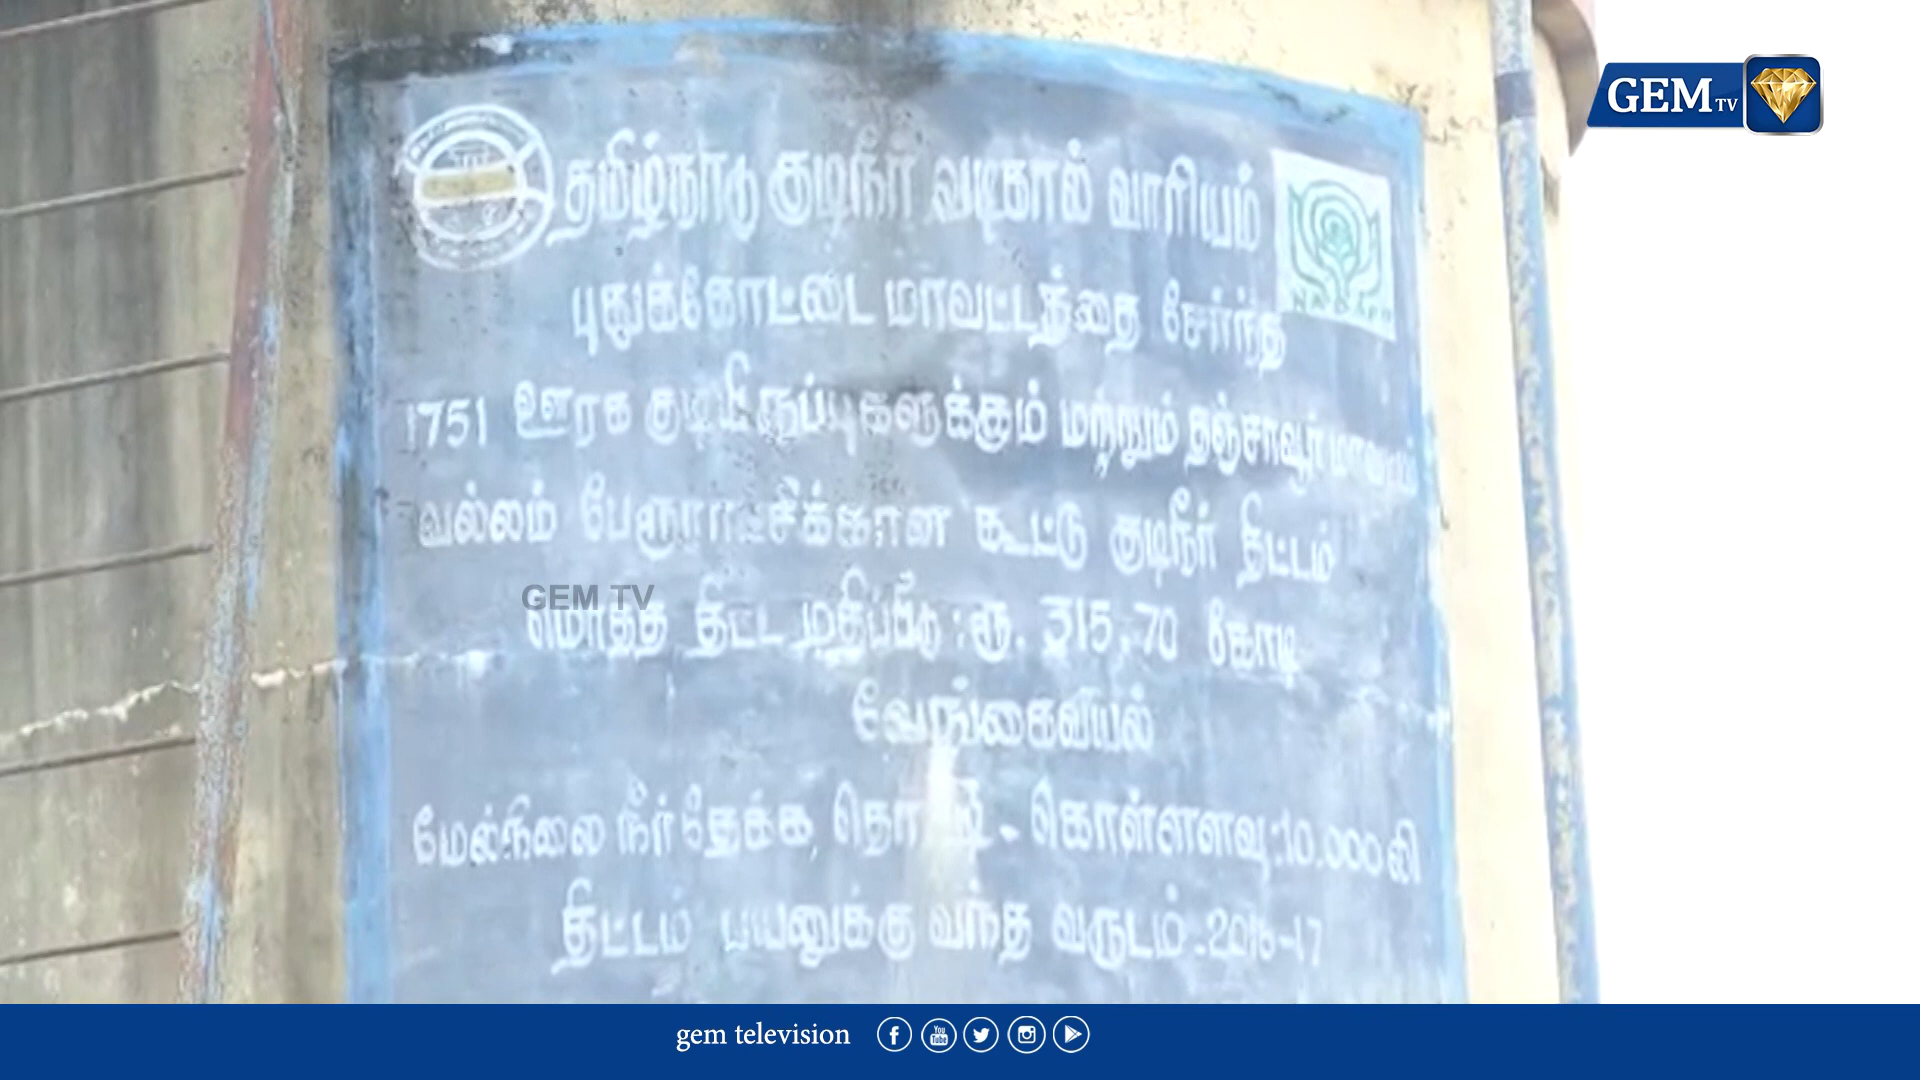 GEM TV
தமிழ்நாடு குடிநீர் வடிகால் வாரியம்
புதுக்கோட்டை மாவட்டத்தை சேர்ந்த
1751 ஊரக குடியிருப்புகளுக்கும் மற்றும் தஞ்சாவூர்
வல்லம் பேரூராட்சிக்கான கூட்டு குடிநீர் திட்டம்
GEM TV
மொத்த திட்ட மதிப்பீடு : ரூ. 315.70 கோடி
வேங்கைவயல்
மேல்நிலை நீர்தேக்க தொட்டி - கொள்ளளவு:10.000 லி
திட்டம் பயனுக்கு வந்த வருடம்:2016-17
gem television